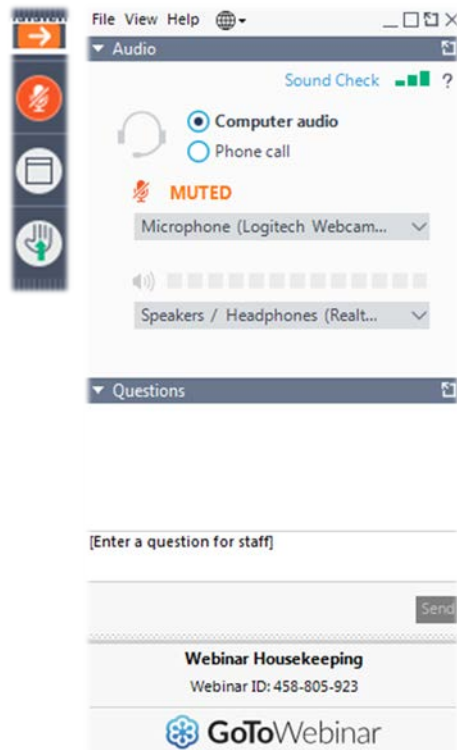 File View Help
Audio
Sound Check ?
Computer audio
Phone call
MUTED
Microphone (Logitech Webcam...
Speakers / Headphones (Realt...
Questions
[Enter a question for staff]
Send
Webinar Housekeeping
Webinar ID: 458-805-923
GoToWebinar